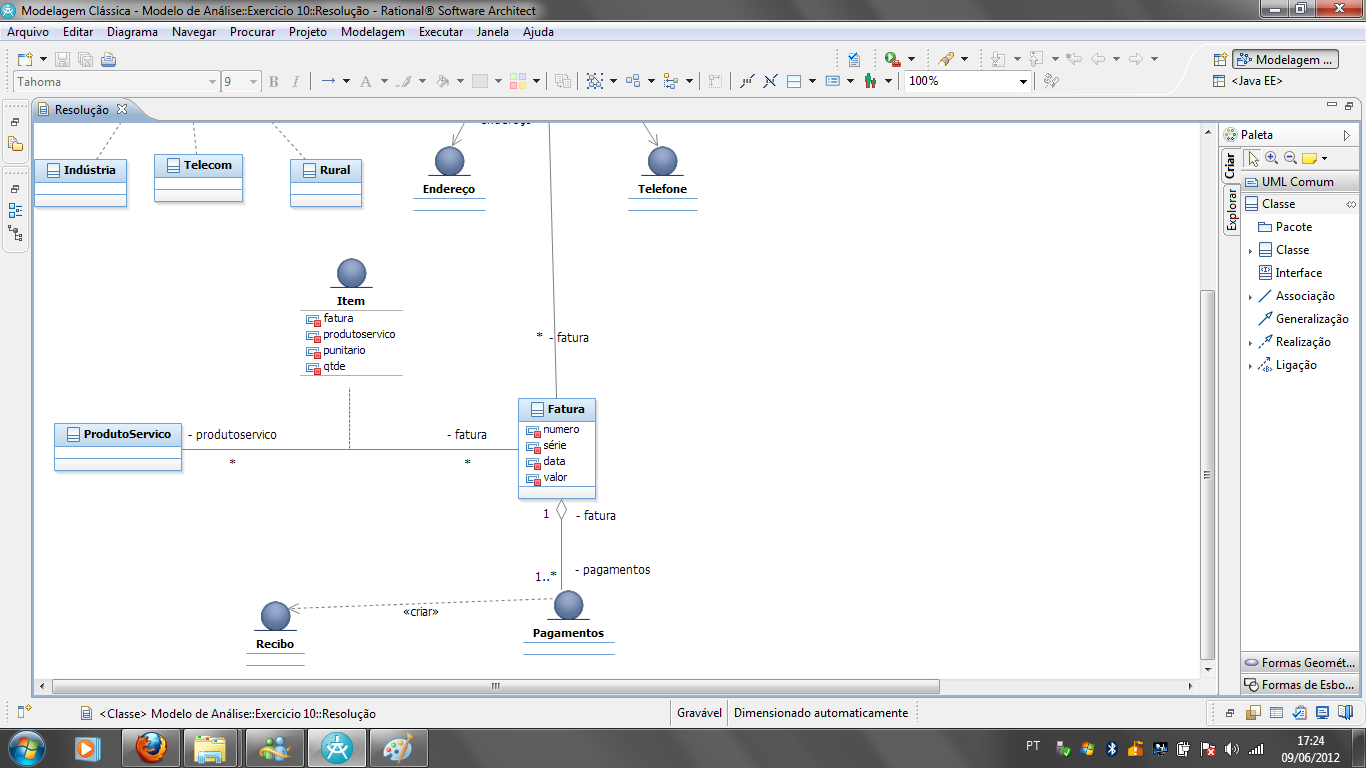 Modelagem Clássica - Modelo de Análise::Exercicio 10::Resolução - Rational® Software Architect
Arquivo Editar Diagrama Navegar Procurar Projeto Modelagem Executar Janela Ajuda
Modelagem ...
Tahoma 9 B I A 100% <Java EE>
Resolução
Paleta
Criar
Explorar
UML Comum
Classe
Pacote
Classe
Interface
Associação
Generalização
Realização
Ligação
Formas Geomét...
Formas de Esbo...
Indústria
Telecom
Rural
Endereço
Telefone
Item
fatura
produtoservico
punitario
qtde
* - fatura
Fatura
numero
série
data
valor
ProdutoServico
- produtoservico
- fatura
*
*
1 - fatura
- pagamentos
1..*
«criar»
Recibo
Pagamentos
<Classe> Modelo de Análise::Exercicio 10::Resolução
Gravável
Dimensionado automaticamente
PT
17:24
09/06/2012